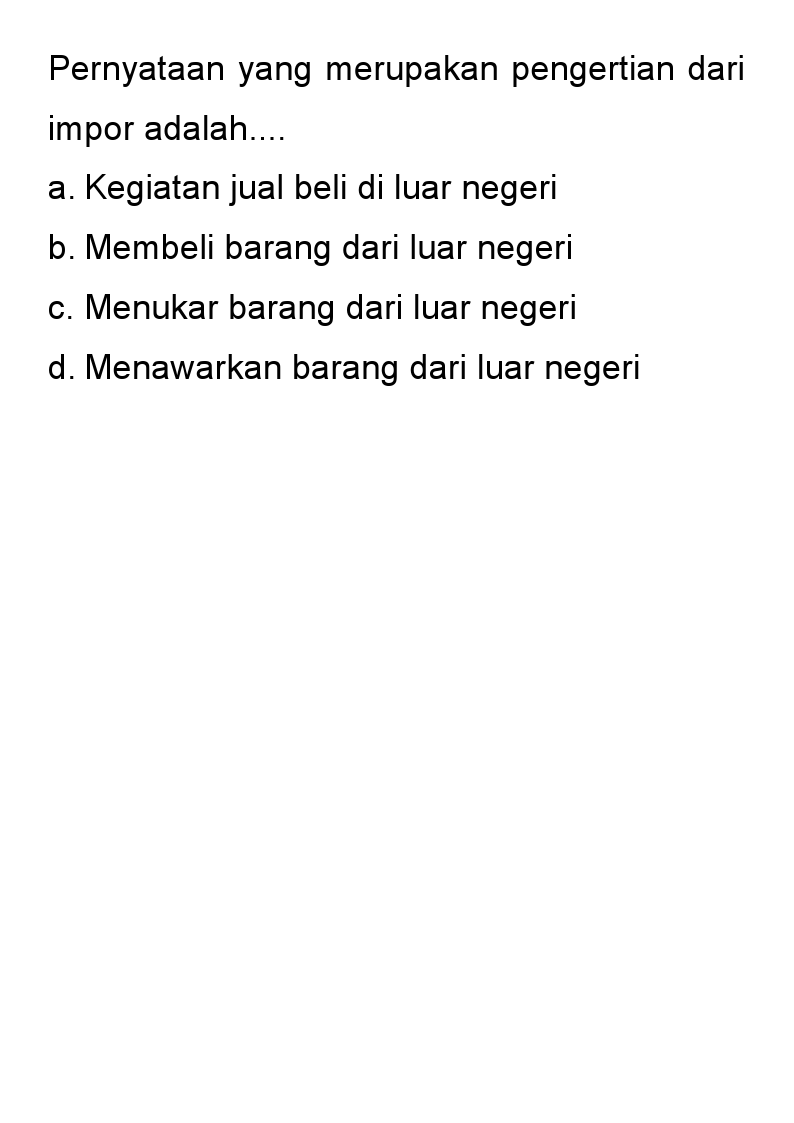 Pernyataan yang merupakan pengertian dari
impor adalah....
a. Kegiatan jual beli di luar negeri
b. Membeli barang dari luar negeri
c. Menukar barang dari luar negeri
d. Menawarkan barang dari luar negeri